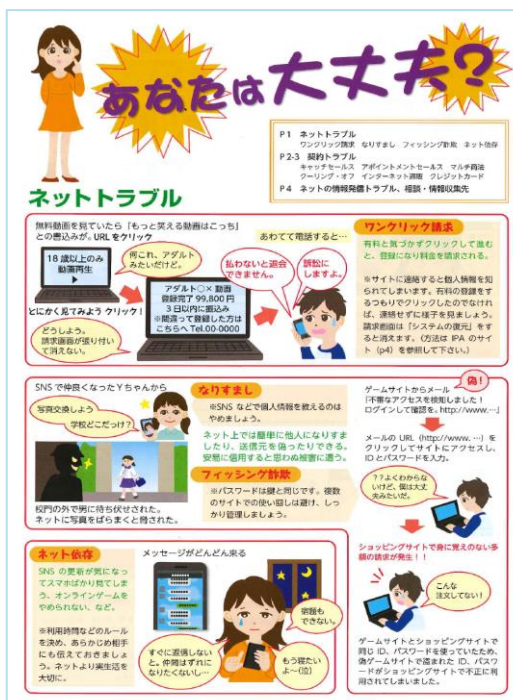 あなたは大丈夫?
P1 ネットトラブル
ワンクリック請求 なりすまし フィッシング詐欺 ネット依存
P2-3 契約トラブル
キャッチセールス アポイントメントセールス マルチ商法
クーリング・オフ インターネット通販 クレジットカード
P4 ネットの情報発信トラブル、相談・情報収集先
ネットトラブル
無料動画を見ていたら「もっと笑える動画はこっち」
との書込みが。URLをクリック
18歳以上のみ
動画再生
▶
何これ、アダルト
みたいだけど。
とにかく見てみよう クリック!
どうしよう。
請求画面が張り付い
て消えない。
アダルト○×動画
登録完了 99,800円
3日以内に振込み
※間違って登録した方は
こちらへ Tel.00-0000
あわてて電話すると…
払わないと退会
できません。
訴訟に
しますよ。
ワンクリック請求
有料と気づかずクリックして進む
と、登録になり料金を請求される。
※サイトに連絡すると個人情報を知
られてしまいます。有料の登録をす
るつもりでクリックしたのでなけれ
ば、連絡せずに様子を見ましょう。
請求画面は「システムの復元」をす
ると消えます。(方法は IPA のサイ
ト(p4)を参照して下さい。)
SNSで仲良くなったYちゃんから
写真交換しよう
学校どこだっけ?
校門の外で男に待ち伏せされた。
ネットに写真をばらまくと脅された。
なりすまし
※SNSなどで個人情報を教えるのは
やめましょう。
ネット上では簡単に他人になりすま
したり、送信元を偽ったりできる。
安易に信用すると思わぬ被害に遭う。
フィッシング詐欺
※パスワードは鍵と同じです。複数
のサイトでの使い回しは避け、しっ
かり管理しましょう。
偽!
ゲームサイトからメール
「不審なアクセスを検知しました!
ログインして確認を。http://www.…」
メールのURL(http://www.…)を
クリックしてサイトにアクセスし、
IDとパスワードを入力。
??よくわからな
いけど、僕は大丈
夫みたいだ。
ショッピングサイトで身に覚えのない多
額の請求が発生!!
こんな
注文してない!
ゲームサイトとショッピングサイトで
同じID、パスワードを使っていたため、
偽ゲームサイトで盗まれたID、パスワ
ードがショッピングサイトで不正に利
用されてしまいました。
ネット依存
SNSの更新が気になっ
てスマホばかり見てしま
う、オンラインゲームを
やめられない、など。
※利用時間などのルール
を決め、あらかじめ相手
にも伝えておきましょ
う。ネットより実生活を
大切に。
メッセージがどんどん来る
すぐに返信しない
と。仲間はずれに
なりたくないし…
宿題も
できない。
もう寝たい
よ~(泣)